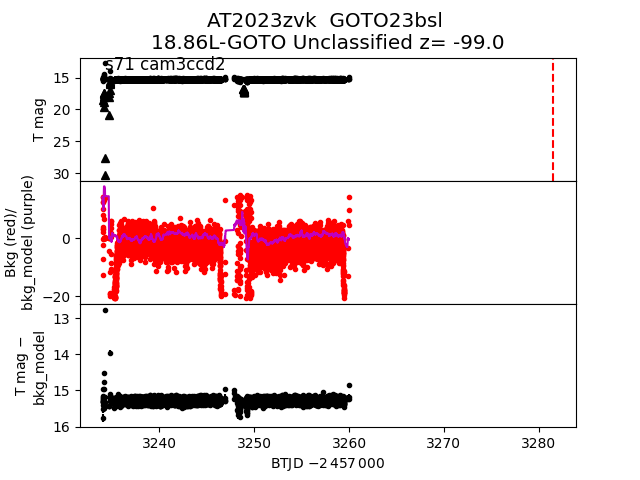 AT2023zvk  GOTO23bsl
18.86L-GOTO Unclassified z= -99.0
s71 cam3ccd2
T mag
15
20
25
30
Bkg (red)/
bkg_model (purple)
0
−20
T mag −
bkg_model
13
14
15
16
3240
3250
3260
3270
3280
BTJD −2 457 000